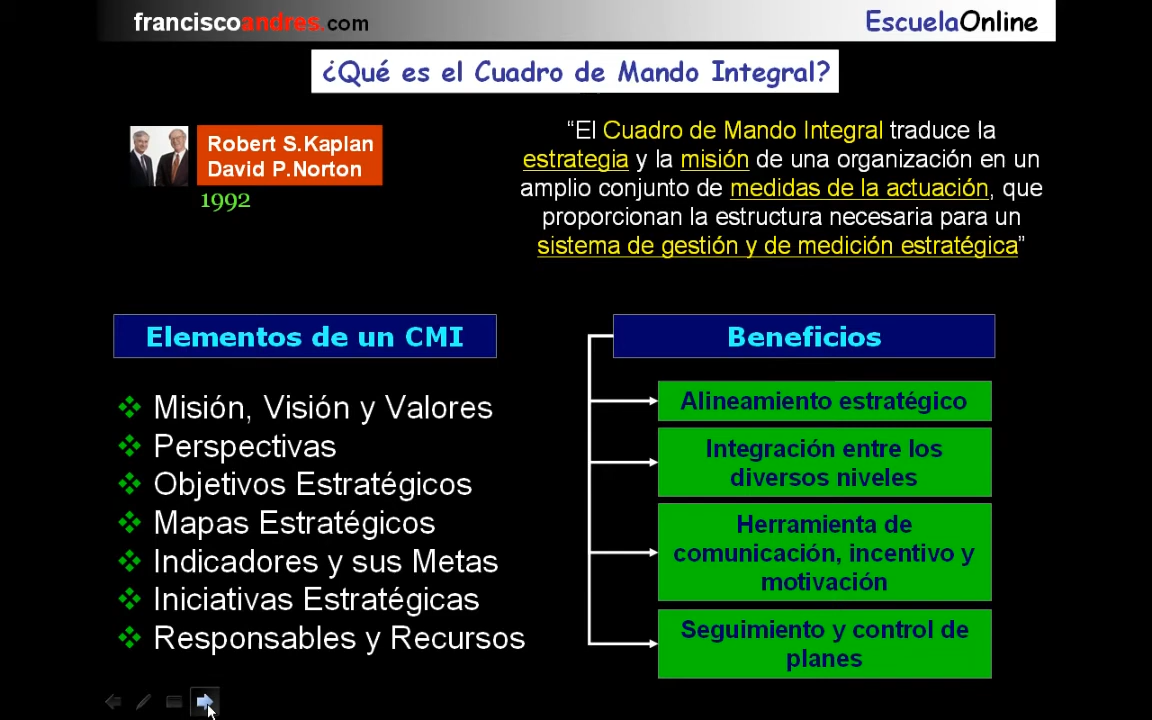 franciscoandres.com
EscuelaOnline
¿Qué es el Cuadro de Mando Integral?
Robert S.Kaplan
David P.Norton
1992
“El Cuadro de Mando Integral traduce la
estrategia y la misión de una organización en un
amplio conjunto de medidas de la actuación, que
proporcionan la estructura necesaria para un
sistema de gestión y de medición estratégica”
Elementos de un CMI
Misión, Visión y Valores
Perspectivas
Objetivos Estratégicos
Mapas Estratégicos
Indicadores y sus Metas
Iniciativas Estratégicas
Responsables y Recursos
Beneficios
Alineamiento estratégico
Integración entre los
diversos niveles
Herramienta de
comunicación, incentivo y
motivación
Seguimiento y control de
planes